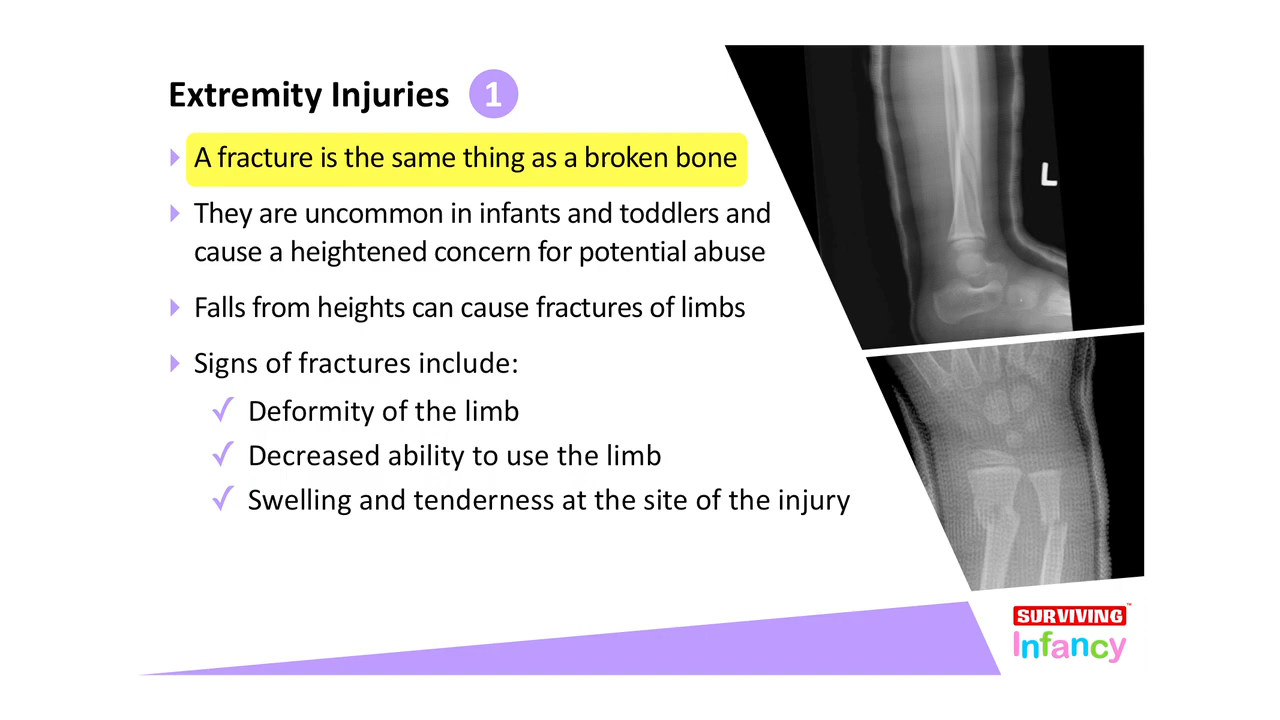 Extremity Injuries 1
A fracture is the same thing as a broken bone
They are uncommon in infants and toddlers and
cause a heightened concern for potential abuse
Falls from heights can cause fractures of limbs
Signs of fractures include:
✓ Deformity of the limb
✓ Decreased ability to use the limb
✓ Swelling and tenderness at the site of the injury
L
SURVIVING™
Infancy